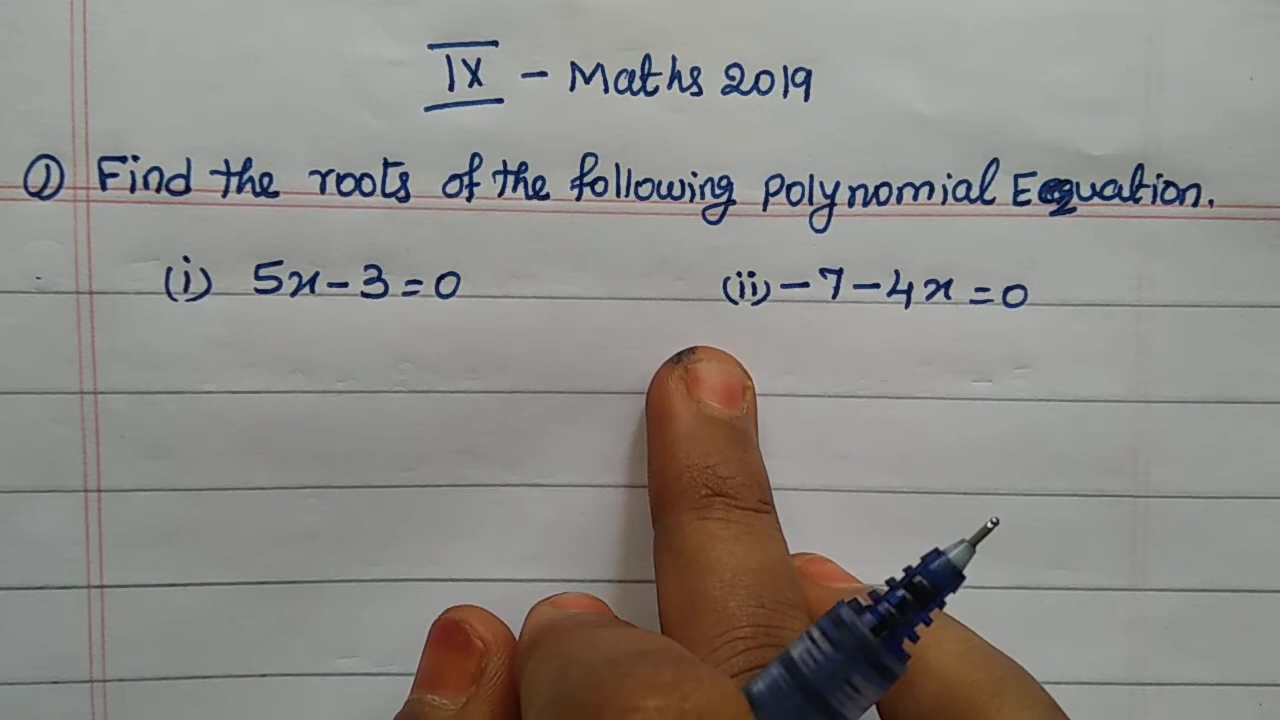 IX - Maths 2019
① Find the roots of the following Polynomial Equation.
(i) 5x-3=0 (ii) -7-4x=0